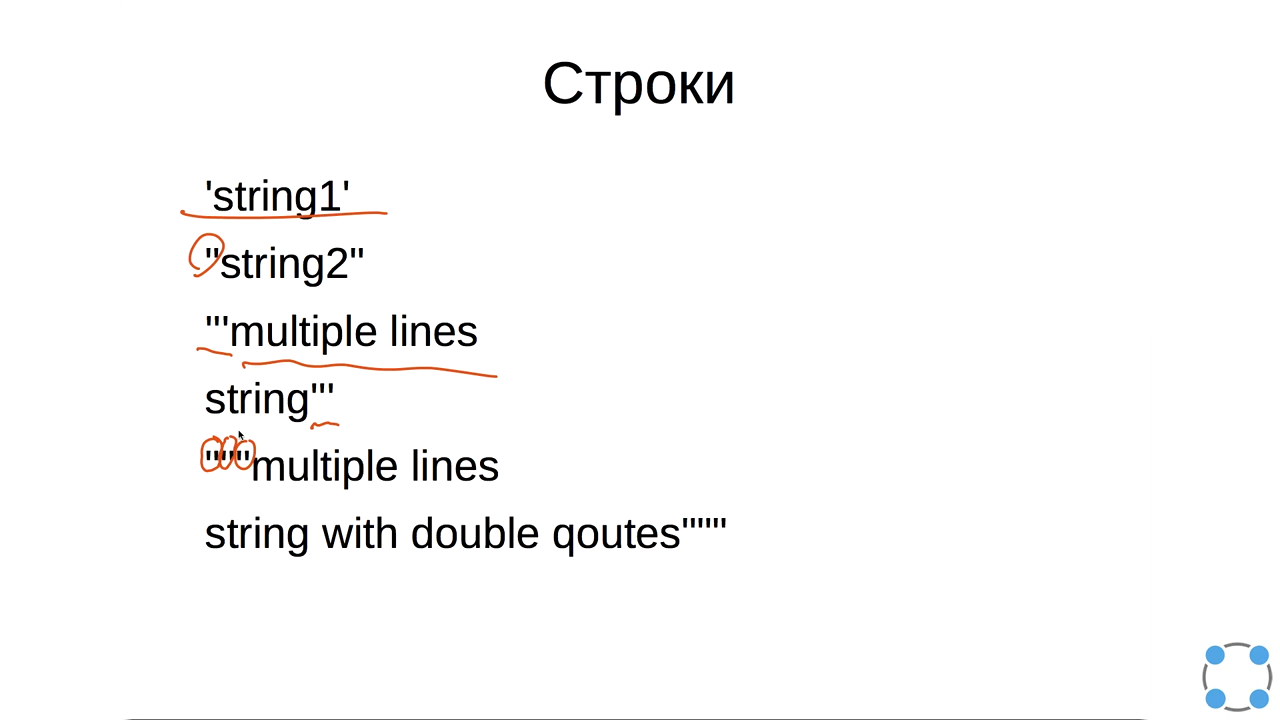 Строки
'string1'
"string2"
'''multiple lines
string'''
"""multiple lines
string with double qoutes"""